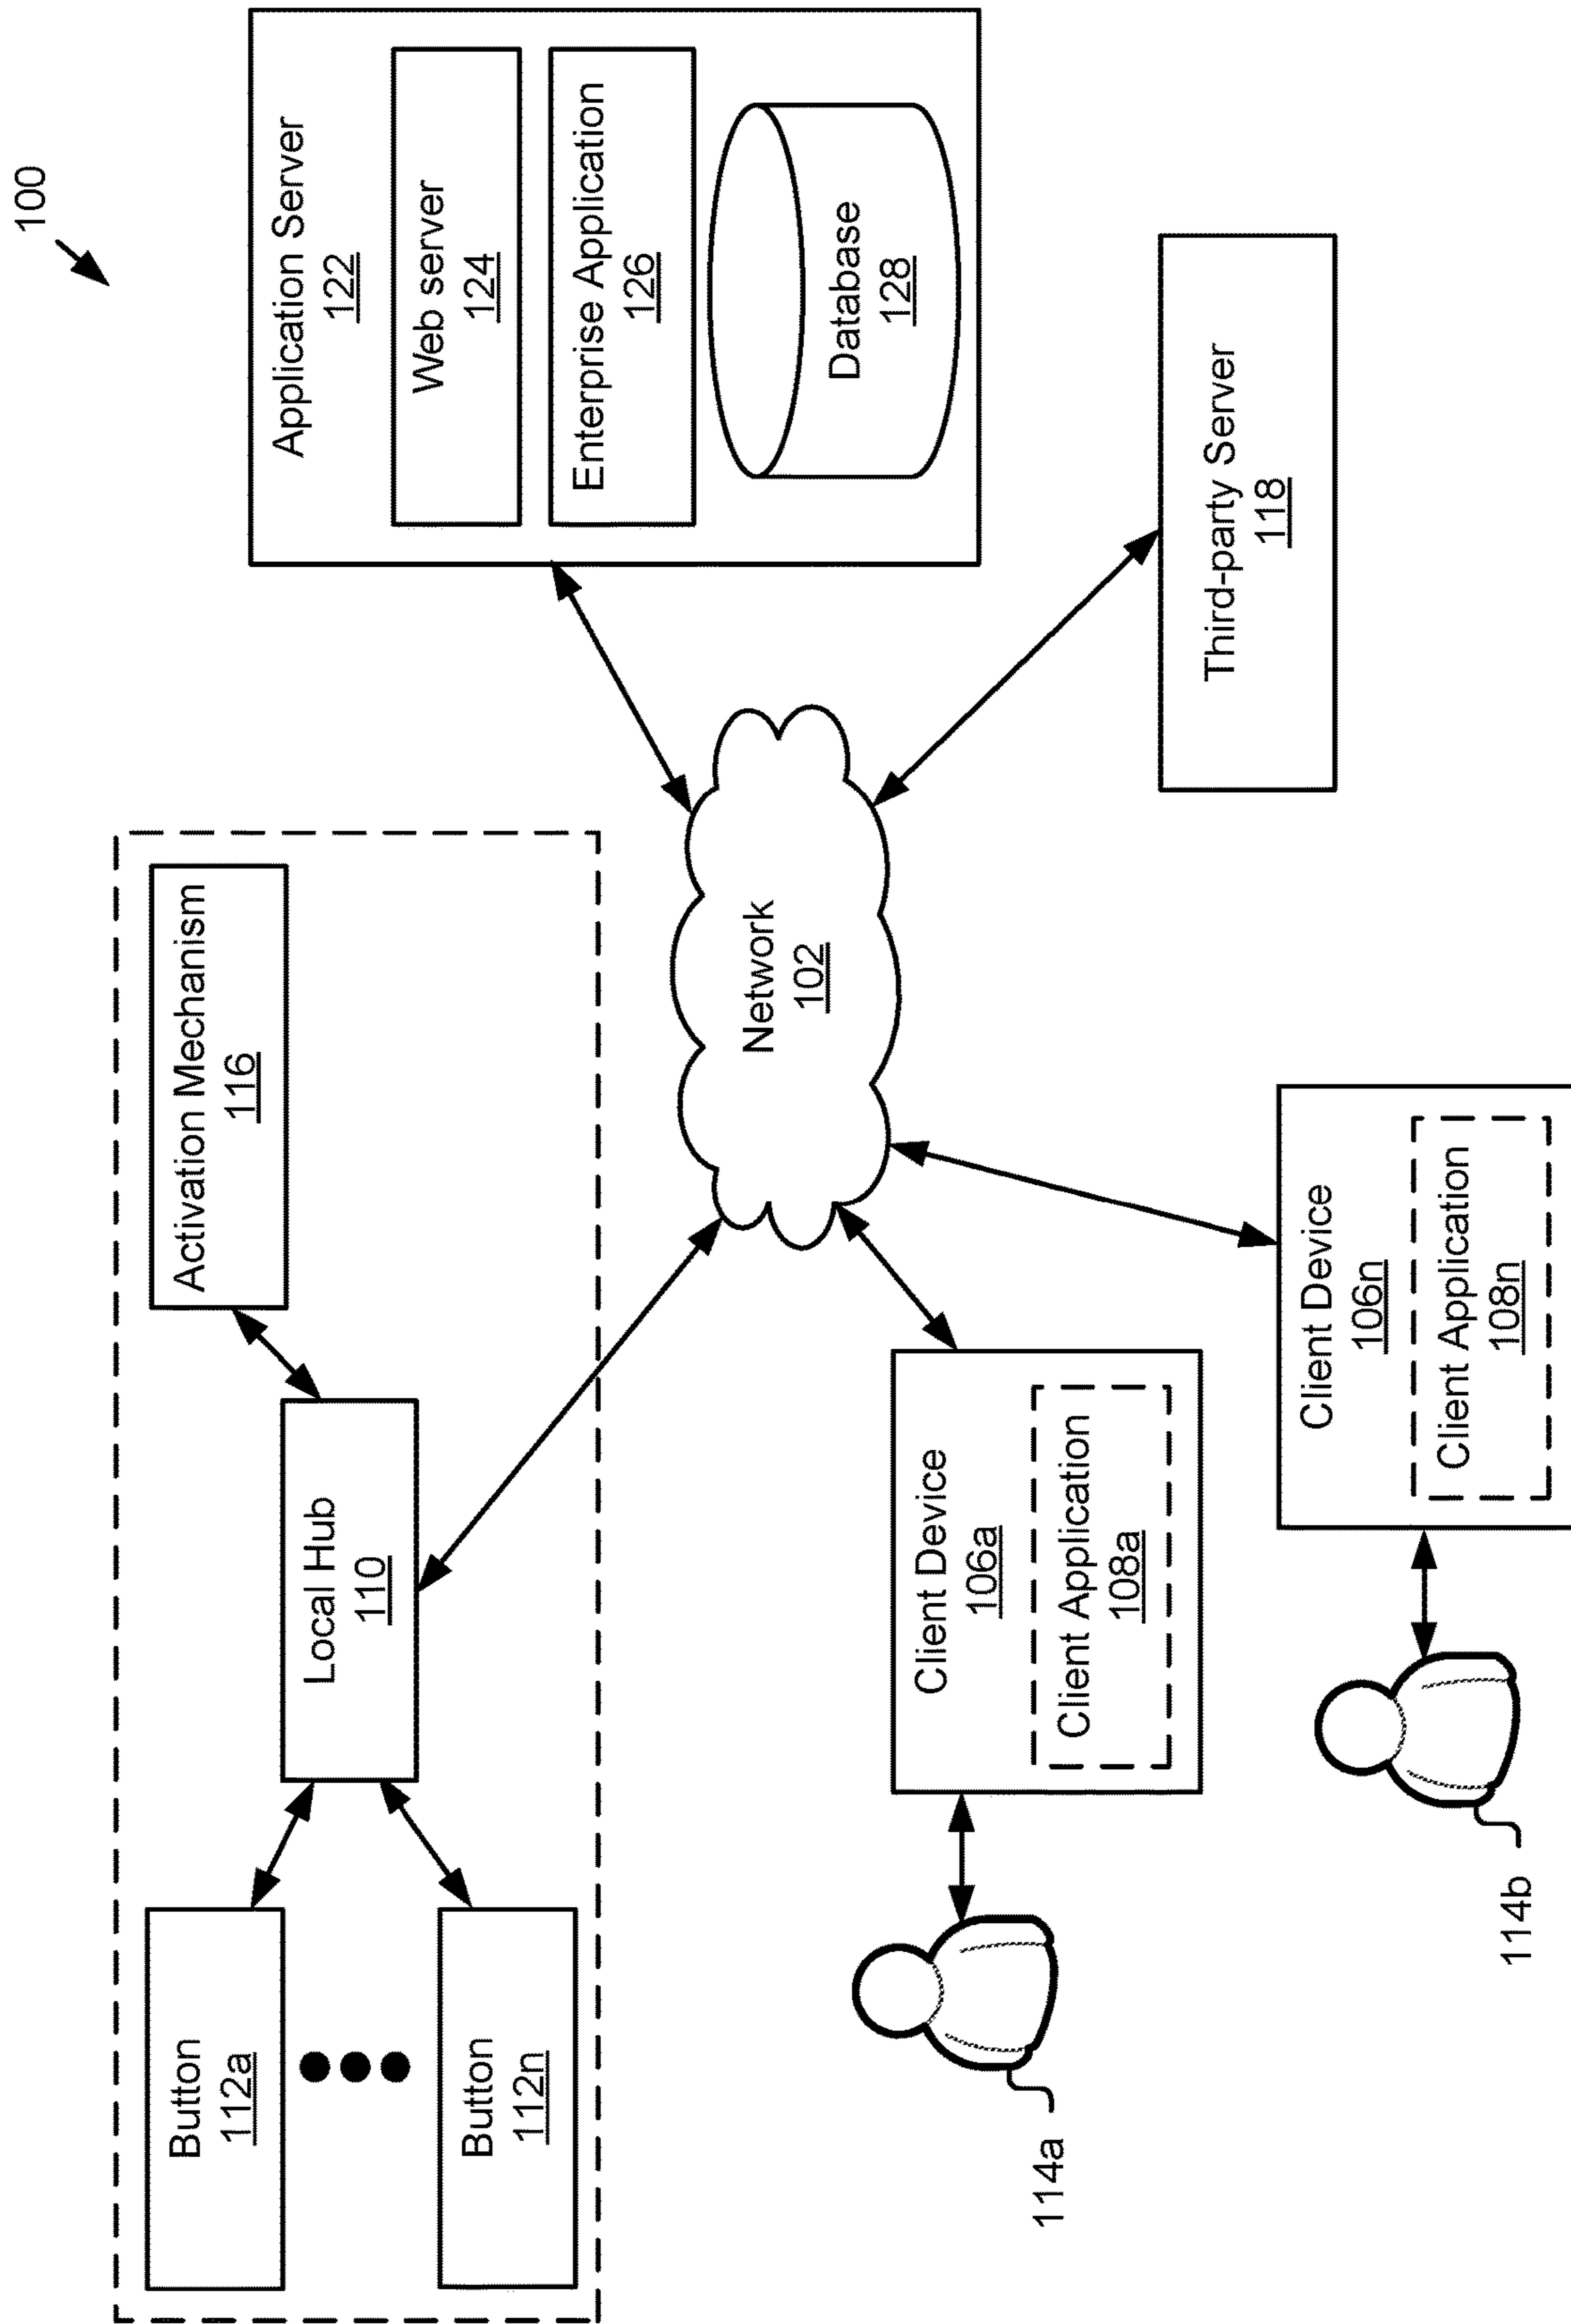 100
Button
112a
Button
112n
Local Hub
110
Activation Mechanism
116
Application Server
122
Web server
124
Enterprise Application
126
Database
128
Network
102
Third-party Server
118
Client Device
106a
Client Application
108a
114a
Client Device
106n
Client Application
108n
114b